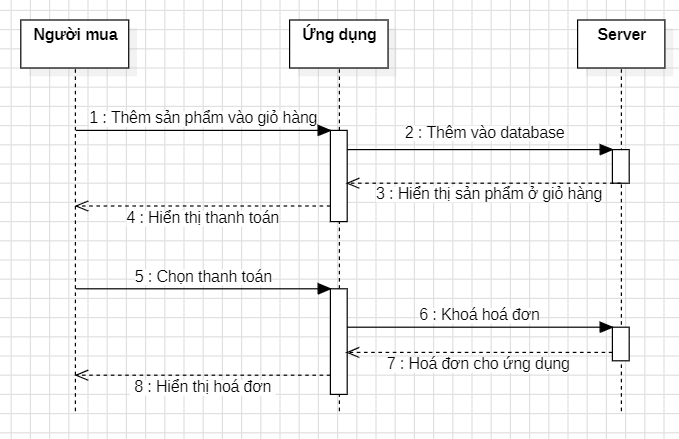 Người mua
Ứng dụng
Server
1 : Thêm sản phẩm vào giỏ hàng
2 : Thêm vào database
3 : Hiển thị sản phẩm ở giỏ hàng
4 : Hiển thị thanh toán
5 : Chọn thanh toán
6 : Khoá hoá đơn
7 : Hoá đơn cho ứng dụng
8 : Hiển thị hoá đơn